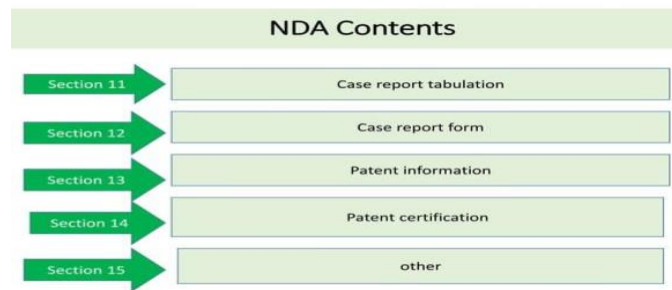 NDA Contents
Section 11 Case report tabulation
Section 12 Case report form
Section 13 Patent information
Section 14 Patent certification
Section 15 other